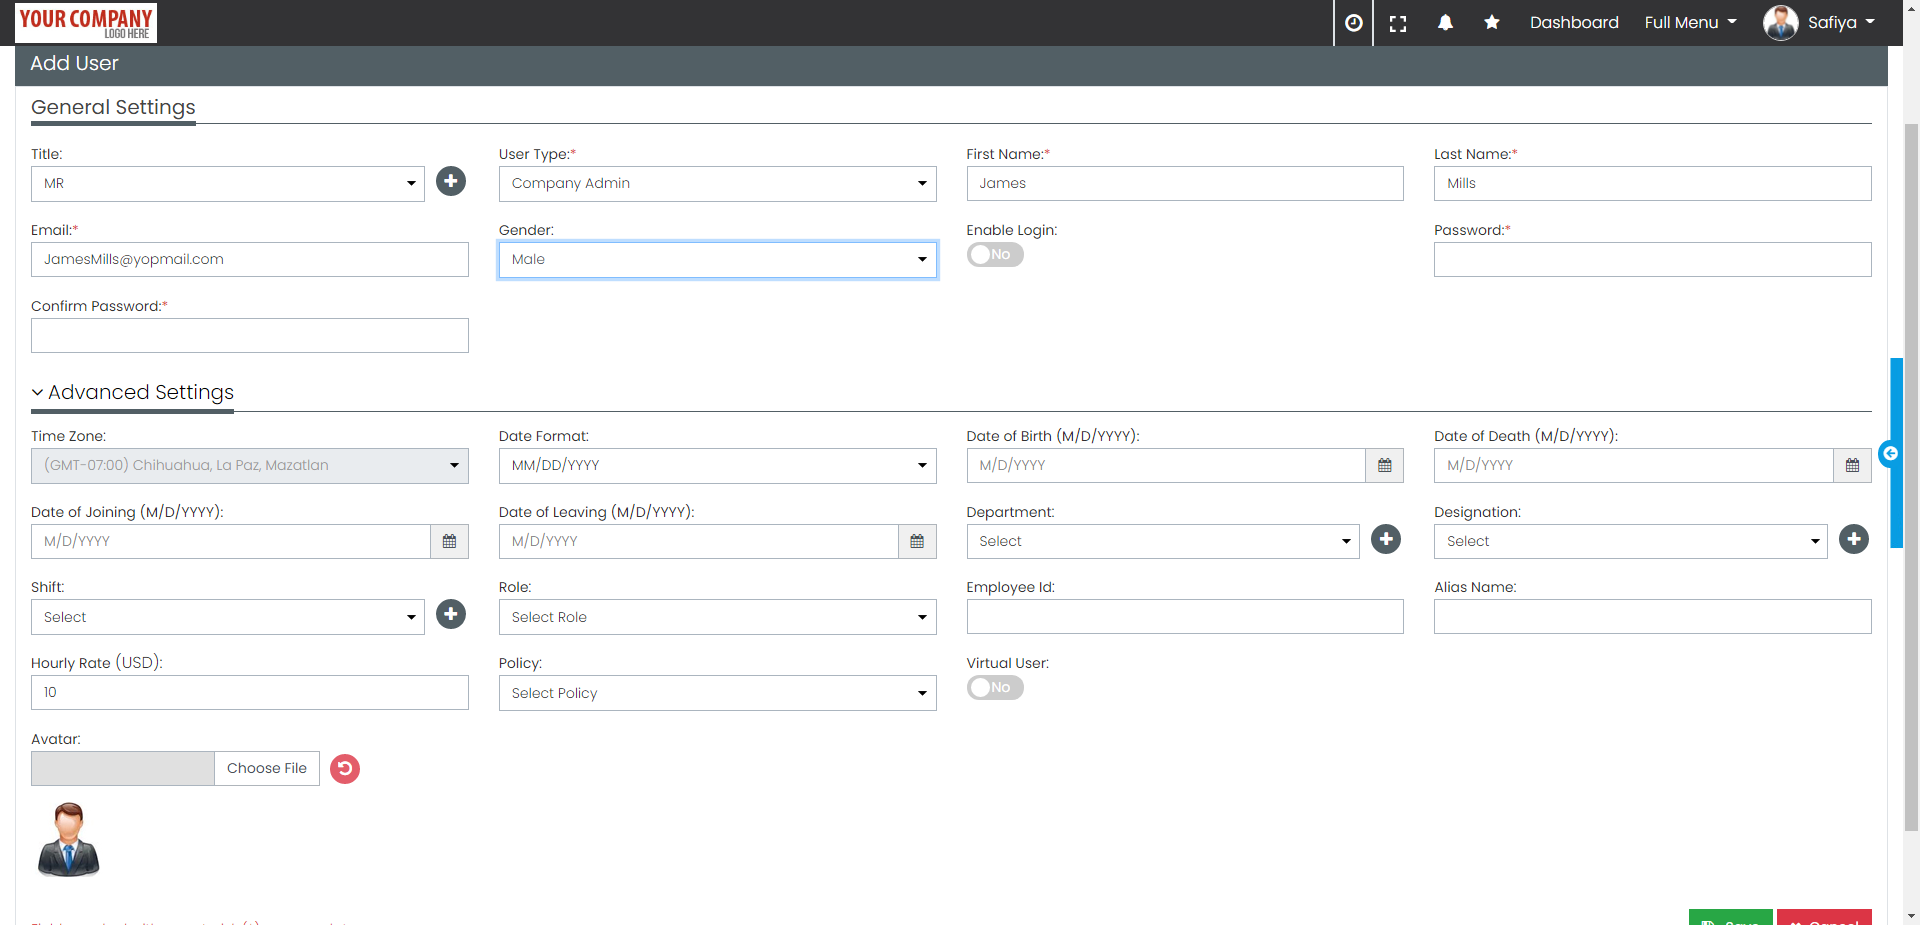 YOUR COMPANY
LOGO HERE
Dashboard
Full Menu
Safiya
Add User
General Settings
Title:
User Type:*
First Name:*
Last Name:*
MR
Company Admin
James
Mills
Email:*
Gender:
Enable Login:
Password:*
JamesMills@yopmail.com
Male
No
Confirm Password:*
Advanced Settings
Time Zone:
Date Format:
Date of Birth (M/D/YYYY):
Date of Death (M/D/YYYY):
(GMT-07:00) Chihuahua, La Paz, Mazatlan
MM/DD/YYYY
M/D/YYYY
M/D/YYYY
Date of Joining (M/D/YYYY):
Date of Leaving (M/D/YYYY):
Department:
Designation:
M/D/YYYY
M/D/YYYY
Select
Select
Shift:
Role:
Employee Id:
Alias Name:
Select
Select Role
Hourly Rate (USD):
Policy:
Virtual User:
10
Select Policy
No
Avatar:
Choose File
Save
Cancel